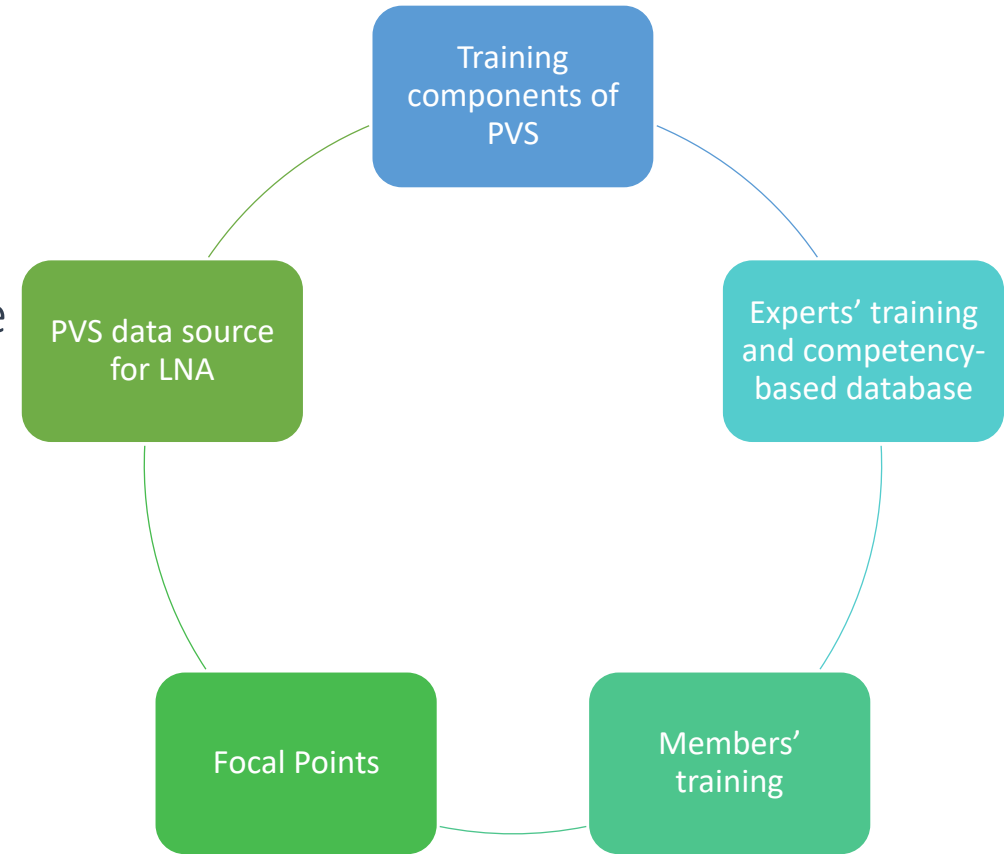 Training
components of
PVS
Experts’ training
and competency-
based database
Members’
training
Focal Points
PVS data source
for LNA
e